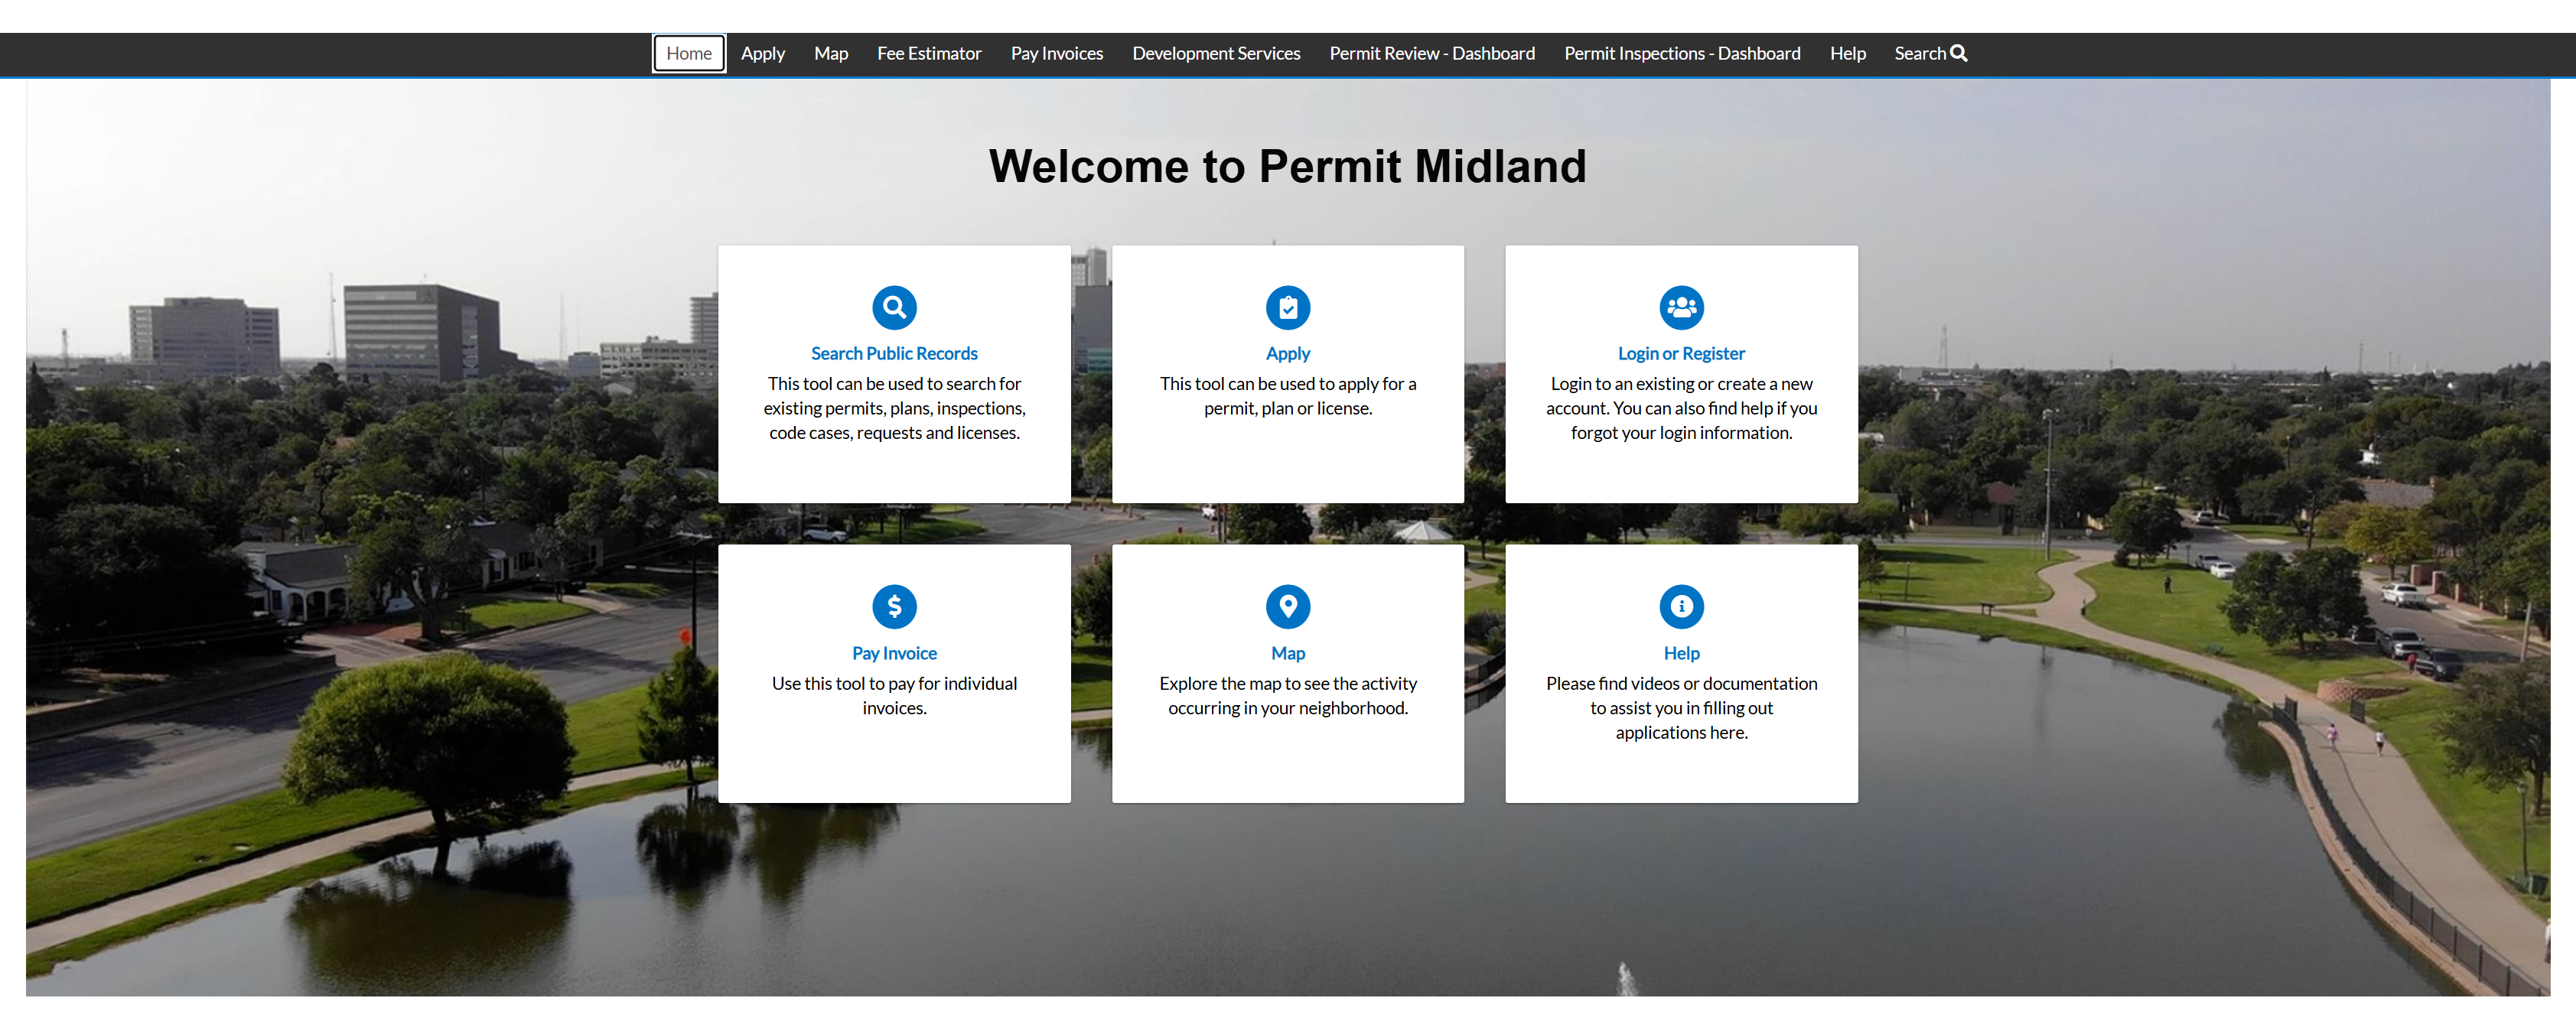 Home Apply Map Fee Estimator Pay Invoices Development Services Permit Review - Dashboard Permit Inspections - Dashboard Help Search
Welcome to Permit Midland
Search Public Records
This tool can be used to search for
existing permits, plans, inspections,
code cases, requests and licenses.
Apply
This tool can be used to apply for a
permit, plan or license.
Login or Register
Login to an existing or create a new
account. You can also find help if you
forgot your login information.
Pay Invoice
Use this tool to pay for individual
invoices.
Map
Explore the map to see the activity
occurring in your neighborhood.
Help
Please find videos or documentation
to assist you in filling out
applications here.